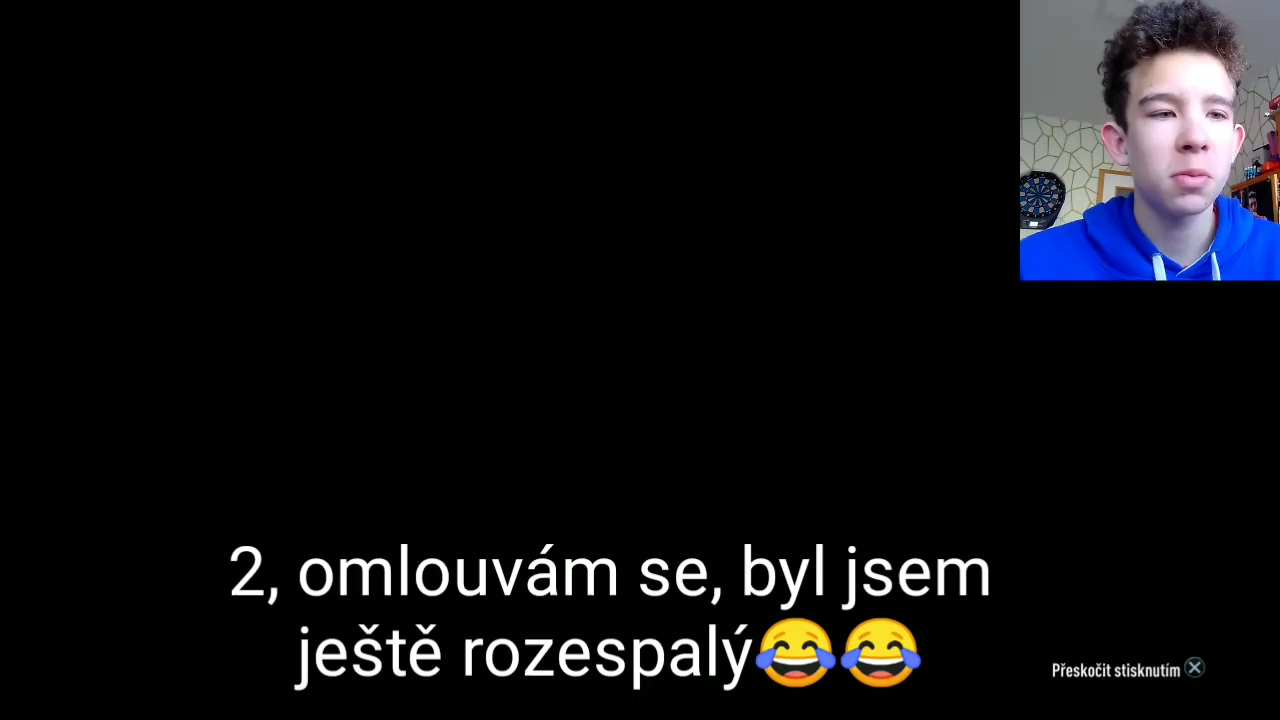 2, omlouvám se, byl jsem
ještě rozespalý😂😂
Přeskočit stisknutím